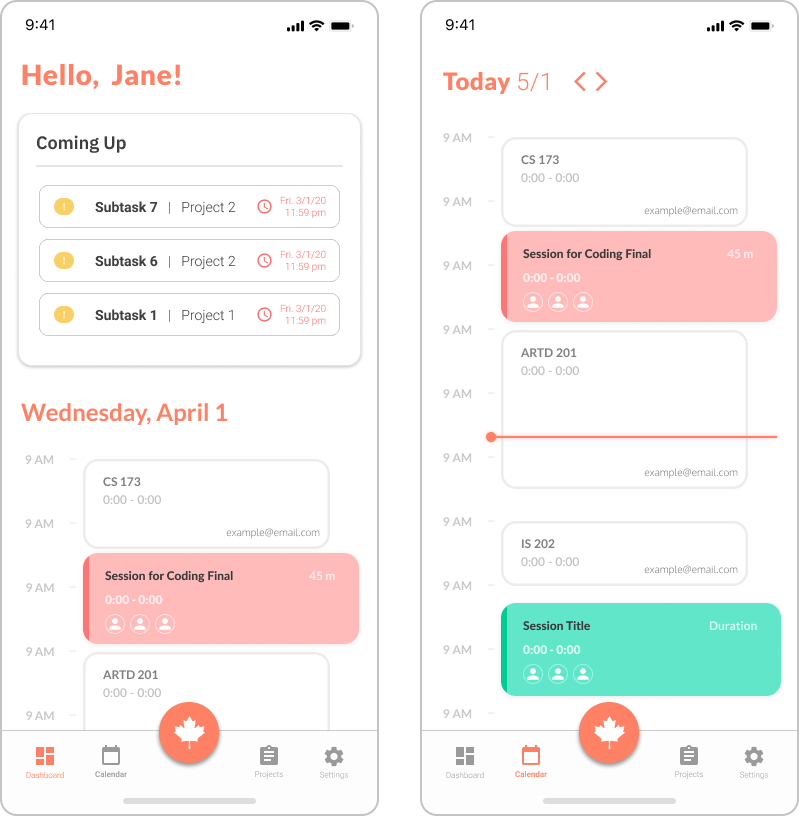 9:41
Hello, Jane!
Coming Up
! Subtask 7 | Project 2 Fri. 3/1/20
11:59 pm
! Subtask 6 | Project 2 Fri. 3/1/20
11:59 pm
! Subtask 1 | Project 1 Fri. 3/1/20
11:59 pm
Wednesday, April 1
9 AM
CS 173
0:00 - 0:00
9 AM
example@email.com
Session for Coding Final 45 m
9 AM
0:00 - 0:00
9 AM
ARTD 201
0:00 - 0:00
9 AM
Dashboard Calendar Projects Settings
9:41
Today 5/1 < >
9 AM
CS 173
0:00 - 0:00
9 AM
example@email.com
Session for Coding Final 45 m
9 AM
0:00 - 0:00
9 AM
ARTD 201
0:00 - 0:00
9 AM
9 AM
example@email.com
9 AM
IS 202
0:00 - 0:00
example@email.com
9 AM
Session Title Duration
9 AM
0:00 - 0:00
9 AM
Dashboard Calendar Projects Settings